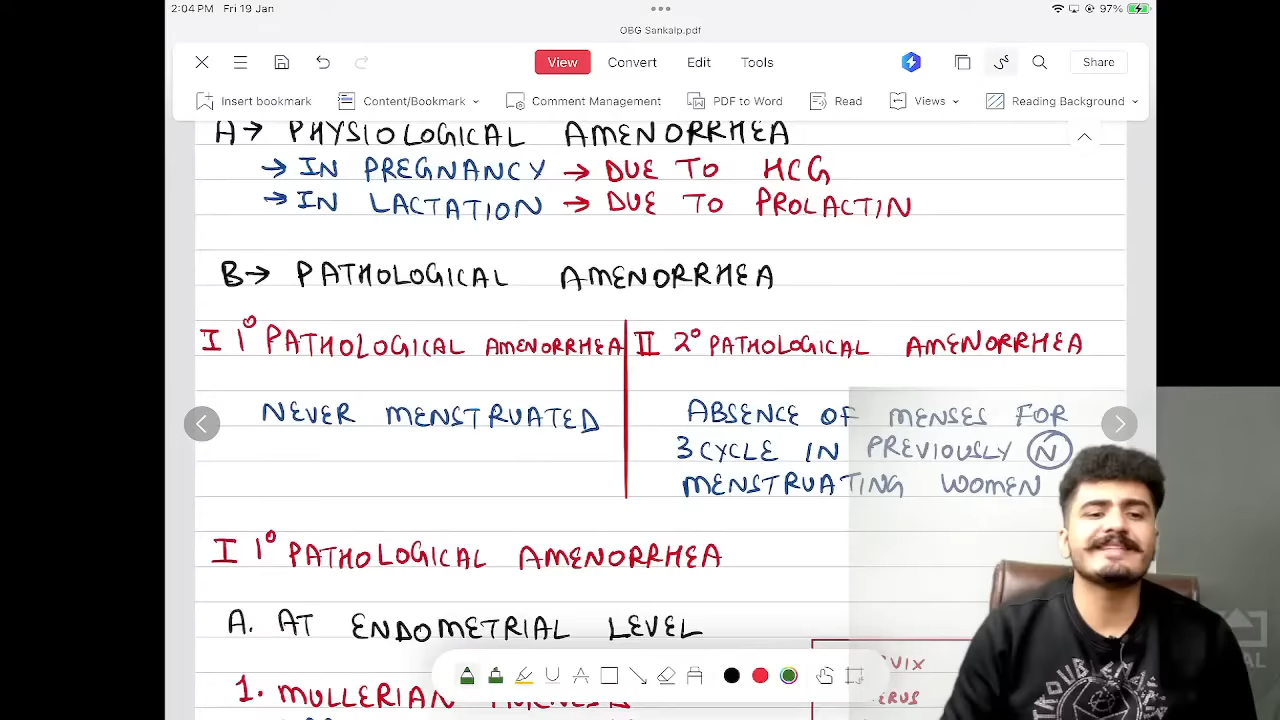 2:04 PM Fri 19 Jan
97%
OBG Sankalp.pdf
View Convert Edit Tools Share
Insert bookmark Content/Bookmark Comment Management PDF to Word Read Views Reading Background
A→ PHYSIOLOGICAL AMENORRHEA
→ IN PREGNANCY → DUE TO HCG
→ IN LACTATION → DUE TO PROLACTIN
B→ PATHOLOGICAL AMENORRHEA
I 1° PATHOLOGICAL AMENORRHEA
II 2° PATHOLOGICAL AMENORRHEA
NEVER MENSTRUATED
ABSENCE OF MENSES FOR
3 CYCLE IN PREVIOUSLY N
MENSTRUATING WOMEN
I 1° PATHOLOGICAL AMENORRHEA
A. AT ENDOMETRIAL LEVEL
1. MULLERIAN